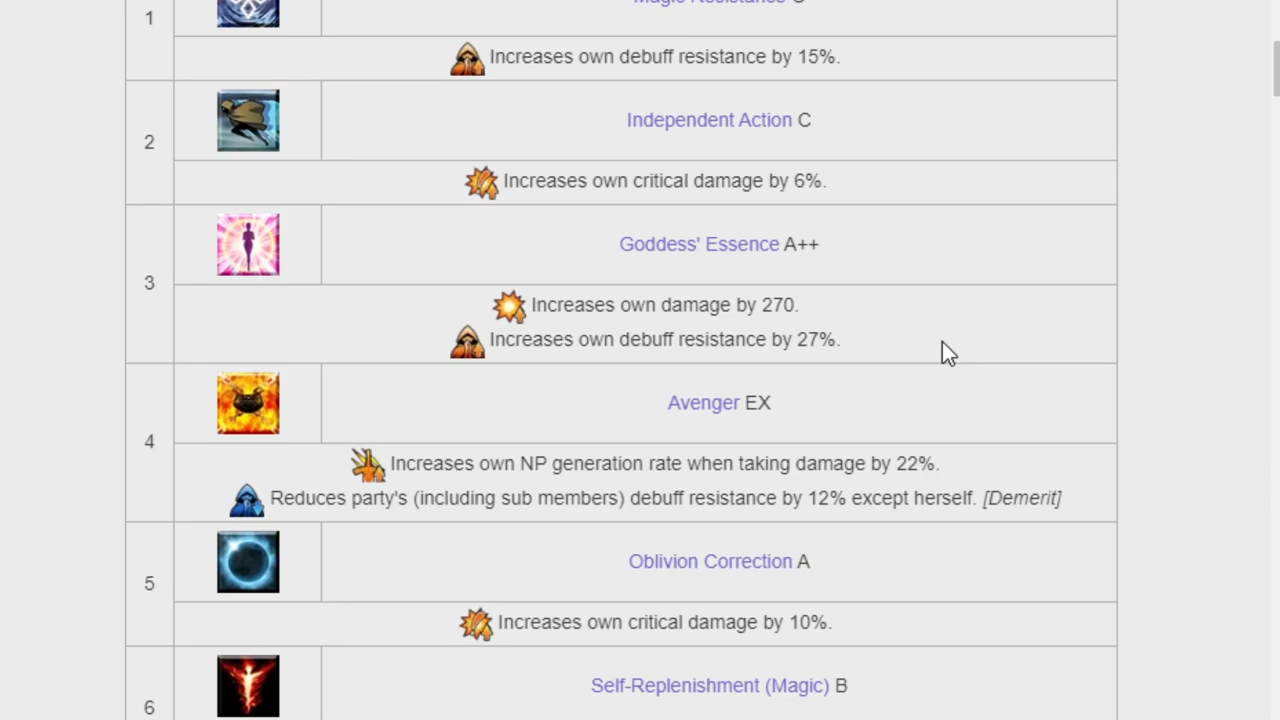 1
Magic Resistance C
Increases own debuff resistance by 15%.
2
Independent Action C
Increases own critical damage by 6%.
3
Goddess' Essence A++
Increases own damage by 270.
Increases own debuff resistance by 27%.
4
Avenger EX
Increases own NP generation rate when taking damage by 22%.
Reduces party's (including sub members) debuff resistance by 12% except herself. [Demerit]
5
Oblivion Correction A
Increases own critical damage by 10%.
6
Self-Replenishment (Magic) B